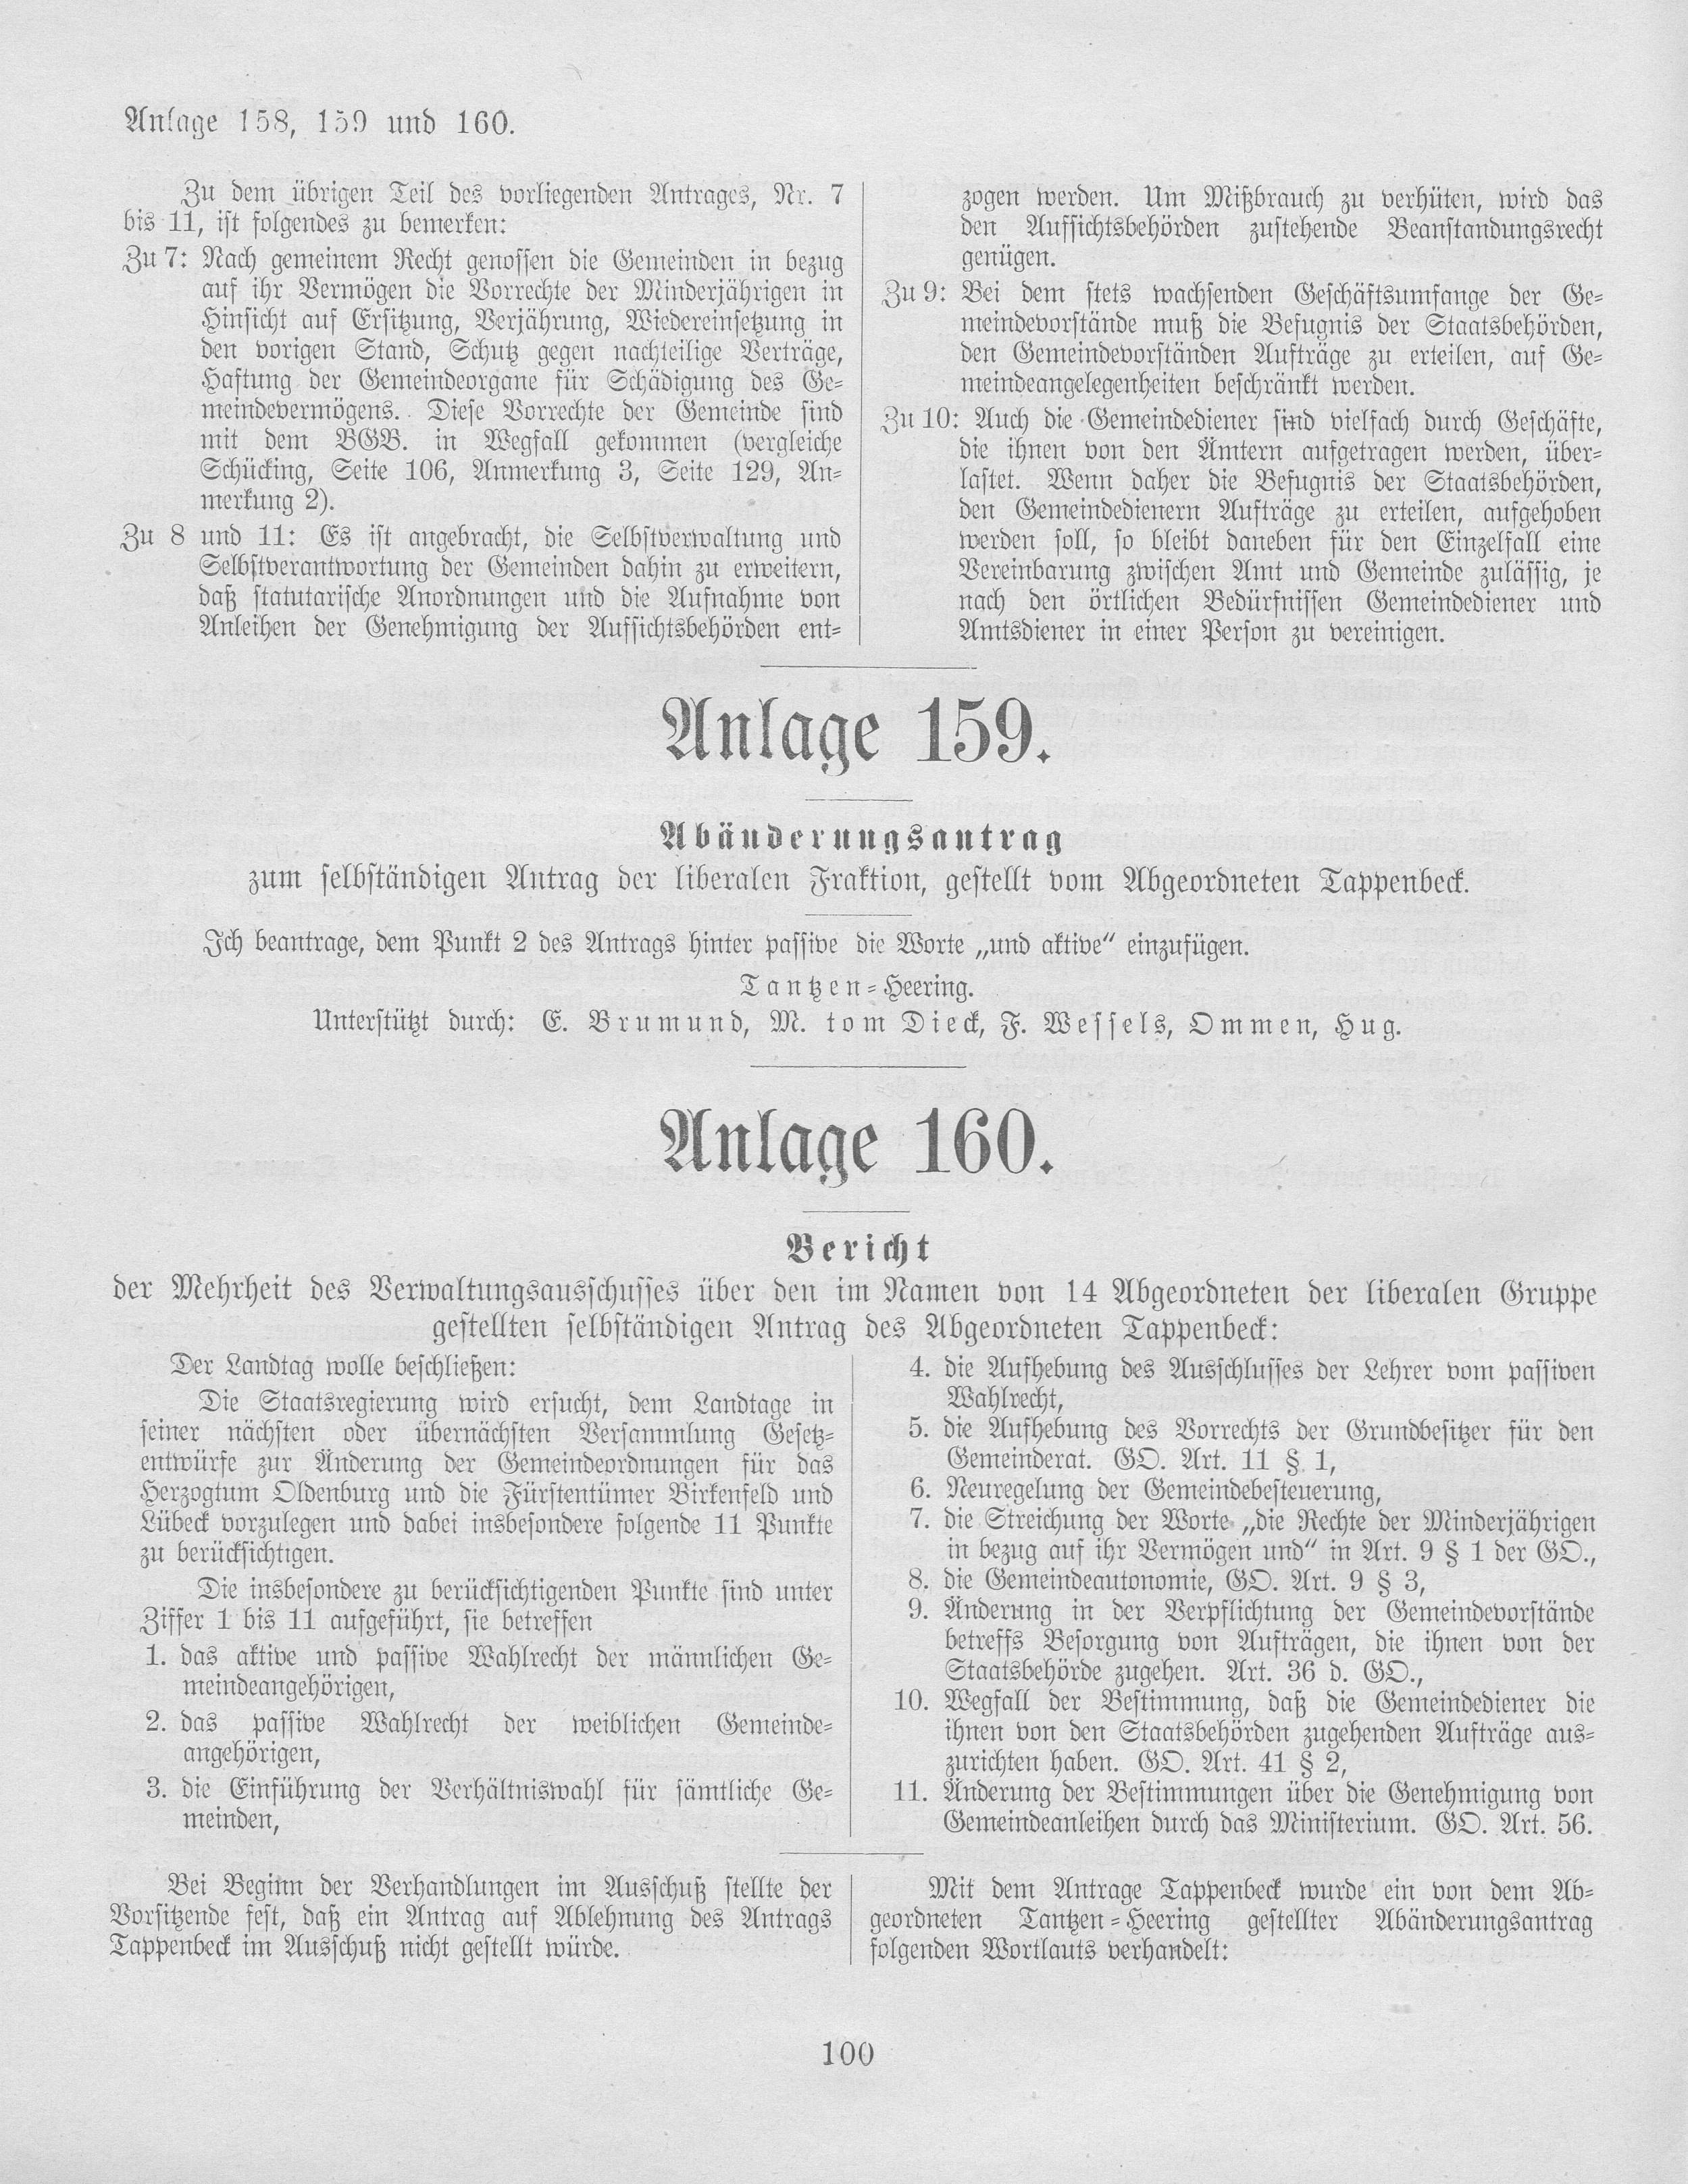 Anlage 158, 159 und 160.
Zu dem übrigen Teil des vorliegenden Antrages, Nr. 7
bis 11, ist folgendes zu bemerken:
Zu 7: Nach gemeinem Recht genossen die Gemeinden in bezug
auf ihr Vermögen die Vorrechte der Minderjährigen in
Hinsicht auf Ersitzung, Verjährung, Wiedereinsetzung in
den vorigen Stand, Schutz gegen nachteilige Verträge,
Haftung der Gemeindeorgane für Schädigung des Ge-
meindevermögens. Diese Vorrechte der Gemeinde sind
mit dem BGB. in Wegfall gekommen (vergleiche
Schücking, Seite 106, Anmerkung 3, Seite 129, An-
merkung 2).
Zu 8 und 11: Es ist angebracht, die Selbstverwaltung und
Selbstverantwortung der Gemeinden dahin zu erweitern,
daß statutarische Anordnungen und die Aufnahme von
Anleihen der Genehmigung der Aufsichtsbehörden ent-
zogen werden. Um Mißbrauch zu verhüten, wird das
den Aufsichtsbehörden zustehende Beanstandungsrecht
genügen.
Zu 9: Bei dem stets wachsenden Geschäftsumfange der Ge-
meindevorstände muß die Befugnis der Staatsbehörden,
den Gemeindevorständen Aufträge zu erteilen, auf Ge-
meindeangelegenheiten beschränkt werden.
Zu 10: Auch die Gemeindediener sind vielfach durch Geschäfte,
die ihnen von den Ämtern aufgetragen werden, über-
lastet. Wenn daher die Befugnis der Staatsbehörden,
den Gemeindedienern Aufträge zu erteilen, aufgehoben
werden soll, so bleibt daneben für den Einzelfall eine
Vereinbarung zwischen Amt und Gemeinde zulässig, je
nach den örtlichen Bedürfnissen Gemeindediener und
Amtsdiener in einer Person zu vereinigen.
Anlage 159.
Abänderungsantrag
zum selbständigen Antrag der liberalen Fraktion, gestellt vom Abgeordneten Tappenbeck.
Ich beantrage, dem Punkt 2 des Antrags hinter passive die Worte „und aktive“ einzufügen.
Tantzen-Heering.
Unterstützt durch: E. Brumund, M. tom Dieck, F. Wessels, Ommen, Hug.
Anlage 160.
Bericht
der Mehrheit des Verwaltungsausschusses über den im Namen von 14 Abgeordneten der liberalen Gruppe
gestellten selbständigen Antrag des Abgeordneten Tappenbeck:
Der Landtag wolle beschließen:
Die Staatsregierung wird ersucht, dem Landtage in
seiner nächsten oder übernächsten Versammlung Gesetz-
entwürfe zur Änderung der Gemeindeordnungen für das
Herzogtum Oldenburg und die Fürstentümer Birkenfeld und
Lübeck vorzulegen und dabei insbesondere folgende 11 Punkte
zu berücksichtigen.
Die insbesondere zu berücksichtigenden Punkte sind unter
Ziffer 1 bis 11 aufgeführt, sie betreffen
1. das aktive und passive Wahlrecht der männlichen Ge-
meindeangehörigen,
2. das passive Wahlrecht der weiblichen Gemeinde-
angehörigen,
3. die Einführung der Verhältniswahl für sämtliche Ge-
meinden,
4. die Aufhebung des Ausschlusses der Lehrer vom passiven
Wahlrecht,
5. die Aufhebung des Vorrechts der Grundbesitzer für den
Gemeinderat. GO. Art. 11 § 1,
6. Neuregelung der Gemeindebesteuerung,
7. die Streichung der Worte „die Rechte der Minderjährigen
in bezug auf ihr Vermögen und“ in Art. 9 § 1 der GO.,
8. die Gemeindeautonomie, GO. Art. 9 § 3,
9. Änderung in der Verpflichtung der Gemeindevorstände
betreffs Besorgung von Aufträgen, die ihnen von der
Staatsbehörde zugehen. Art. 36 d. GO.,
10. Wegfall der Bestimmung, daß die Gemeindediener die
ihnen von den Staatsbehörden zugehenden Aufträge aus-
zurichten haben. GO. Art. 41 § 2,
11. Änderung der Bestimmungen über die Genehmigung von
Gemeindeanleihen durch das Ministerium. GO. Art. 56.
Bei Beginn der Verhandlungen im Ausschuß stellte der
Vorsitzende fest, daß ein Antrag auf Ablehnung des Antrags
Tappenbeck im Ausschuß nicht gestellt würde.
Mit dem Antrage Tappenbeck wurde ein von dem Ab-
geordneten Tantzen-Heering gestellter Abänderungsantrag
folgenden Wortlauts verhandelt:
100